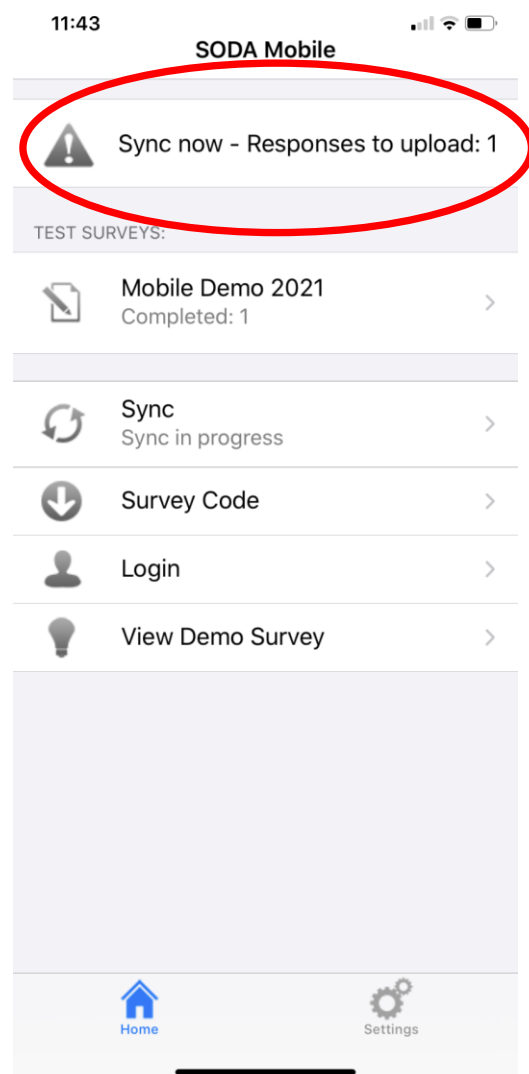 11:43
SODA Mobile
Sync now - Responses to upload: 1
TEST SURVEYS:
Mobile Demo 2021
Completed: 1
Sync
Sync in progress
Survey Code
Login
View Demo Survey
Home
Settings